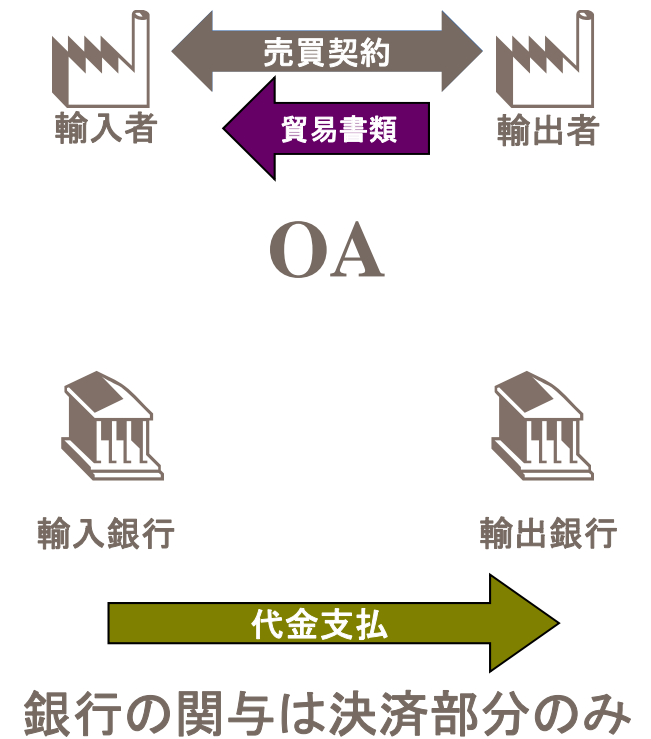 売買契約
輸入者
輸出者
貿易書類
OA
輸入銀行
輸出銀行
代金支払
銀行の関与は決済部分のみ